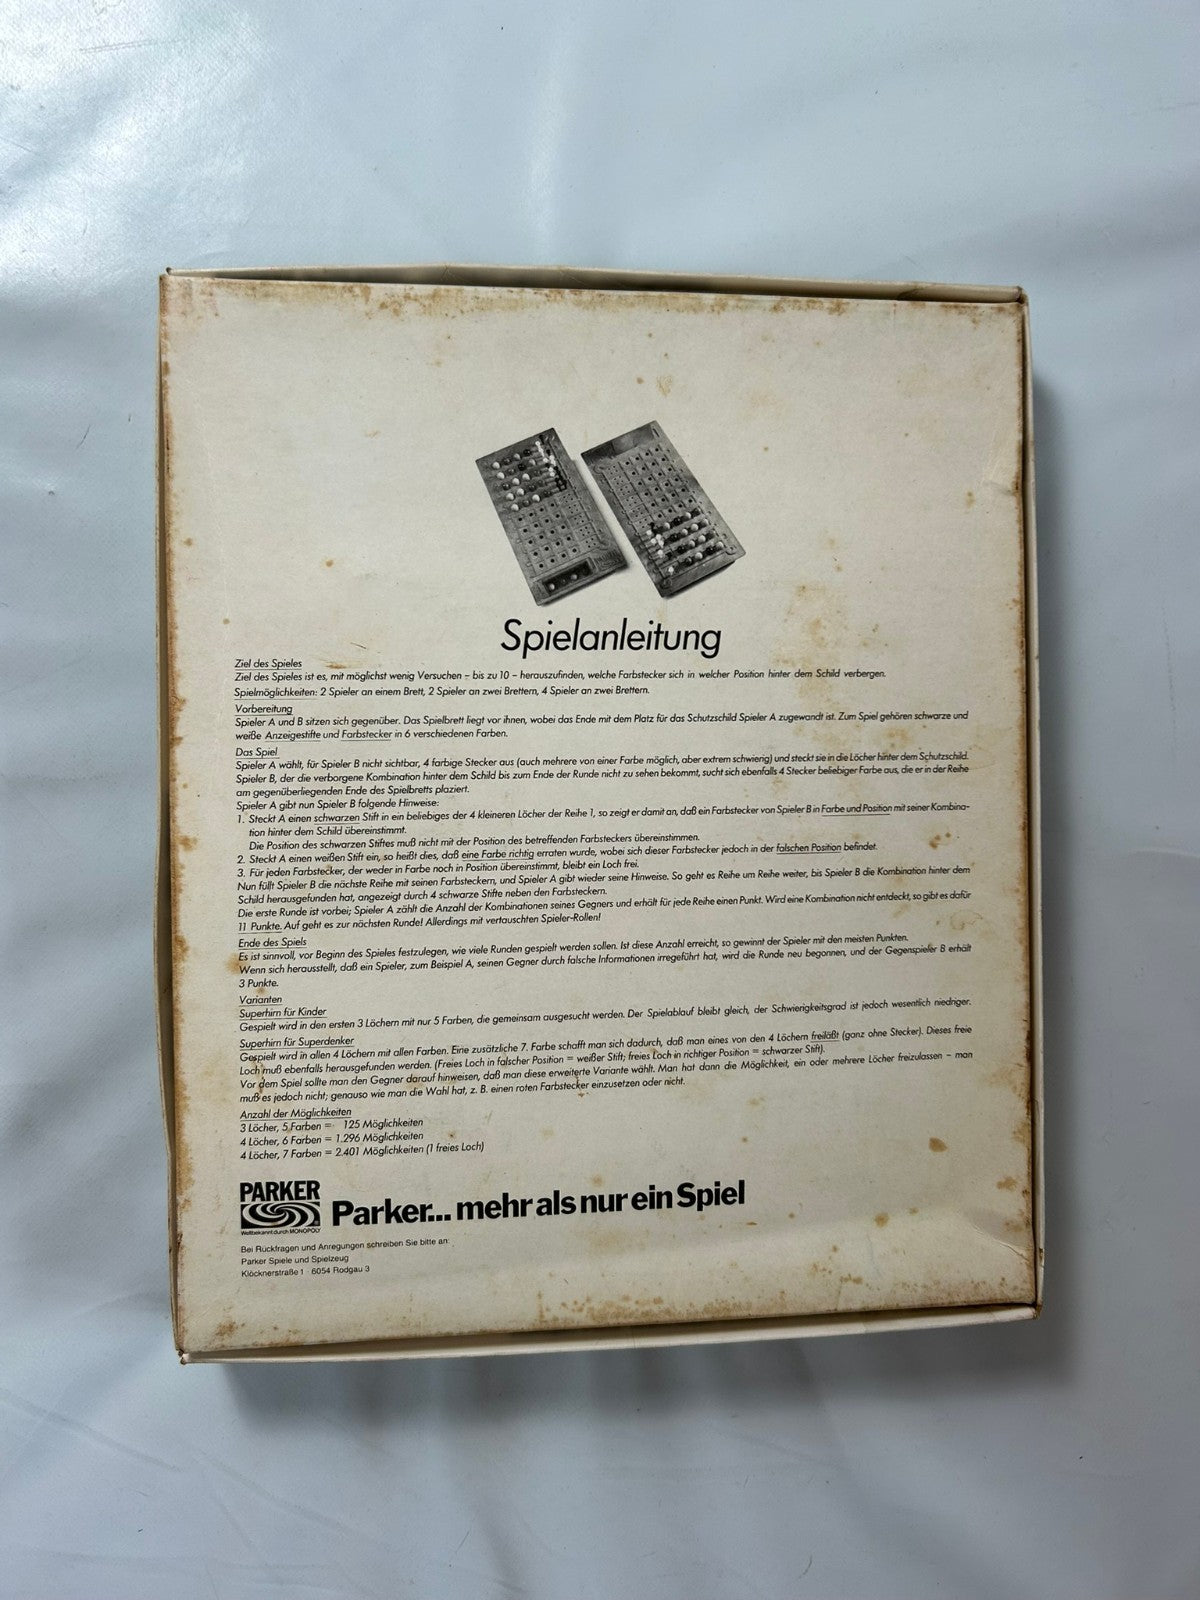 Spielanleitung
Ziel des Spieles
Ziel des Spieles ist es, mit möglichst wenig Versuchen – bis zu 10 – herauszufinden, welche Farbstecker sich in welcher Position hinter dem Schild verbergen.
Spielmöglichkeiten: 2 Spieler an einem Brett, 2 Spieler an zwei Brettern, 4 Spieler an zwei Brettern.
Vorbereitung
Spieler A und B sitzen sich gegenüber. Das Spielbrett liegt vor ihnen, wobei das Ende mit dem Platz für das Schutzschild Spieler A zugewandt ist. Zum Spiel gehören schwarze und
weiße Anzeigestifte und Farbstecker in 6 verschiedenen Farben.
Das Spiel
Spieler A wählt, für Spieler B nicht sichtbar, 4 farbige Stecker aus (auch mehrere von einer Farbe möglich, aber extrem schwierig) und steckt sie in die Löcher hinter dem Schutzschild.
Spieler B, der die verborgene Kombination hinter dem Schild bis zum Ende der Runde nicht zu sehen bekommt, sucht sich ebenfalls 4 Stecker beliebiger Farbe aus, die er in der Reihe
am gegenüberliegenden Ende des Spielbretts plaziert.
Spieler A gibt nun Spieler B folgende Hinweise:
1. Steckt A einen schwarzen Stift in ein beliebiges der 4 kleineren Löcher der Reihe 1, so zeigt er damit an, daß ein Farbstecker von Spieler B in Farbe und Position mit seiner Kombina-
tion hinter dem Schild übereinstimmt.
Die Position des schwarzen Stiftes muß nicht mit der Position des betreffenden Farbsteckers übereinstimmen.
2. Steckt A einen weißen Stift ein, so heißt dies, daß eine Farbe richtig erraten wurde, wobei sich dieser Farbstecker jedoch in der falschen Position befindet.
3. Für jeden Farbstecker, der weder in Farbe noch in Position übereinstimmt, bleibt ein Loch frei.
Nun füllt Spieler B die nächste Reihe mit seinen Farbsteckern, und Spieler A gibt wieder seine Hinweise. So geht es Reihe um Reihe weiter, bis Spieler B die Kombination hinter dem
Schild herausgefunden hat, angezeigt durch 4 schwarze Stifte neben den Farbsteckern.
Die erste Runde ist vorbei; Spieler A zählt die Anzahl der Kombinationen seines Gegners und erhält für jede Reihe einen Punkt. Wird eine Kombination nicht entdeckt, so gibt es dafür
11 Punkte. Auf geht es zur nächsten Runde! Allerdings mit vertauschten Spieler-Rollen!
Ende des Spiels
Es ist sinnvoll, vor Beginn des Spieles festzulegen, wie viele Runden gespielt werden sollen. Ist diese Anzahl erreicht, so gewinnt der Spieler mit den meisten Punkten.
Wenn sich herausstellt, daß ein Spieler, zum Beispiel A, seinen Gegner durch falsche Informationen irregeführt hat, wird die Runde neu begonnen, und der Gegenspieler B erhält
3 Punkte.
Varianten
Superhirn für Kinder
Gespielt wird in den ersten 3 Löchern mit nur 5 Farben, die gemeinsam ausgesucht werden. Der Spielablauf bleibt gleich, der Schwierigkeitsgrad ist jedoch wesentlich niedriger.
Superhirn für Superdenker
Gespielt wird in allen 4 Löchern mit allen Farben. Eine zusätzliche 7. Farbe schafft man sich dadurch, daß man eines von den 4 Löchern freiläßt (ganz ohne Stecker). Dieses freie
Loch muß ebenfalls herausgefunden werden. (Freies Loch in falscher Position = weißer Stift; freies Loch in richtiger Position = schwarzer Stift).
Vor dem Spiel sollte man den Gegner darauf hinweisen, daß man diese erweiterte Variante wählt. Man hat dann die Möglichkeit, ein oder mehrere Löcher freizulassen – man
muß es jedoch nicht; genauso wie man die Wahl hat, z. B. einen roten Farbstecker einzusetzen oder nicht.
Anzahl der Möglichkeiten
3 Löcher, 5 Farben = 125 Möglichkeiten
4 Löcher, 6 Farben = 1.296 Möglichkeiten
4 Löcher, 7 Farben = 2.401 Möglichkeiten (1 freies Loch)
PARKER
Weltbekannt durch MONOPOLY
Parker... mehr als nur ein Spiel
Bei Rückfragen und Anregungen schreiben Sie bitte an:
Parker Spiele und Spielzeug
Klöcknerstraße 1 · 6054 Rodgau 3